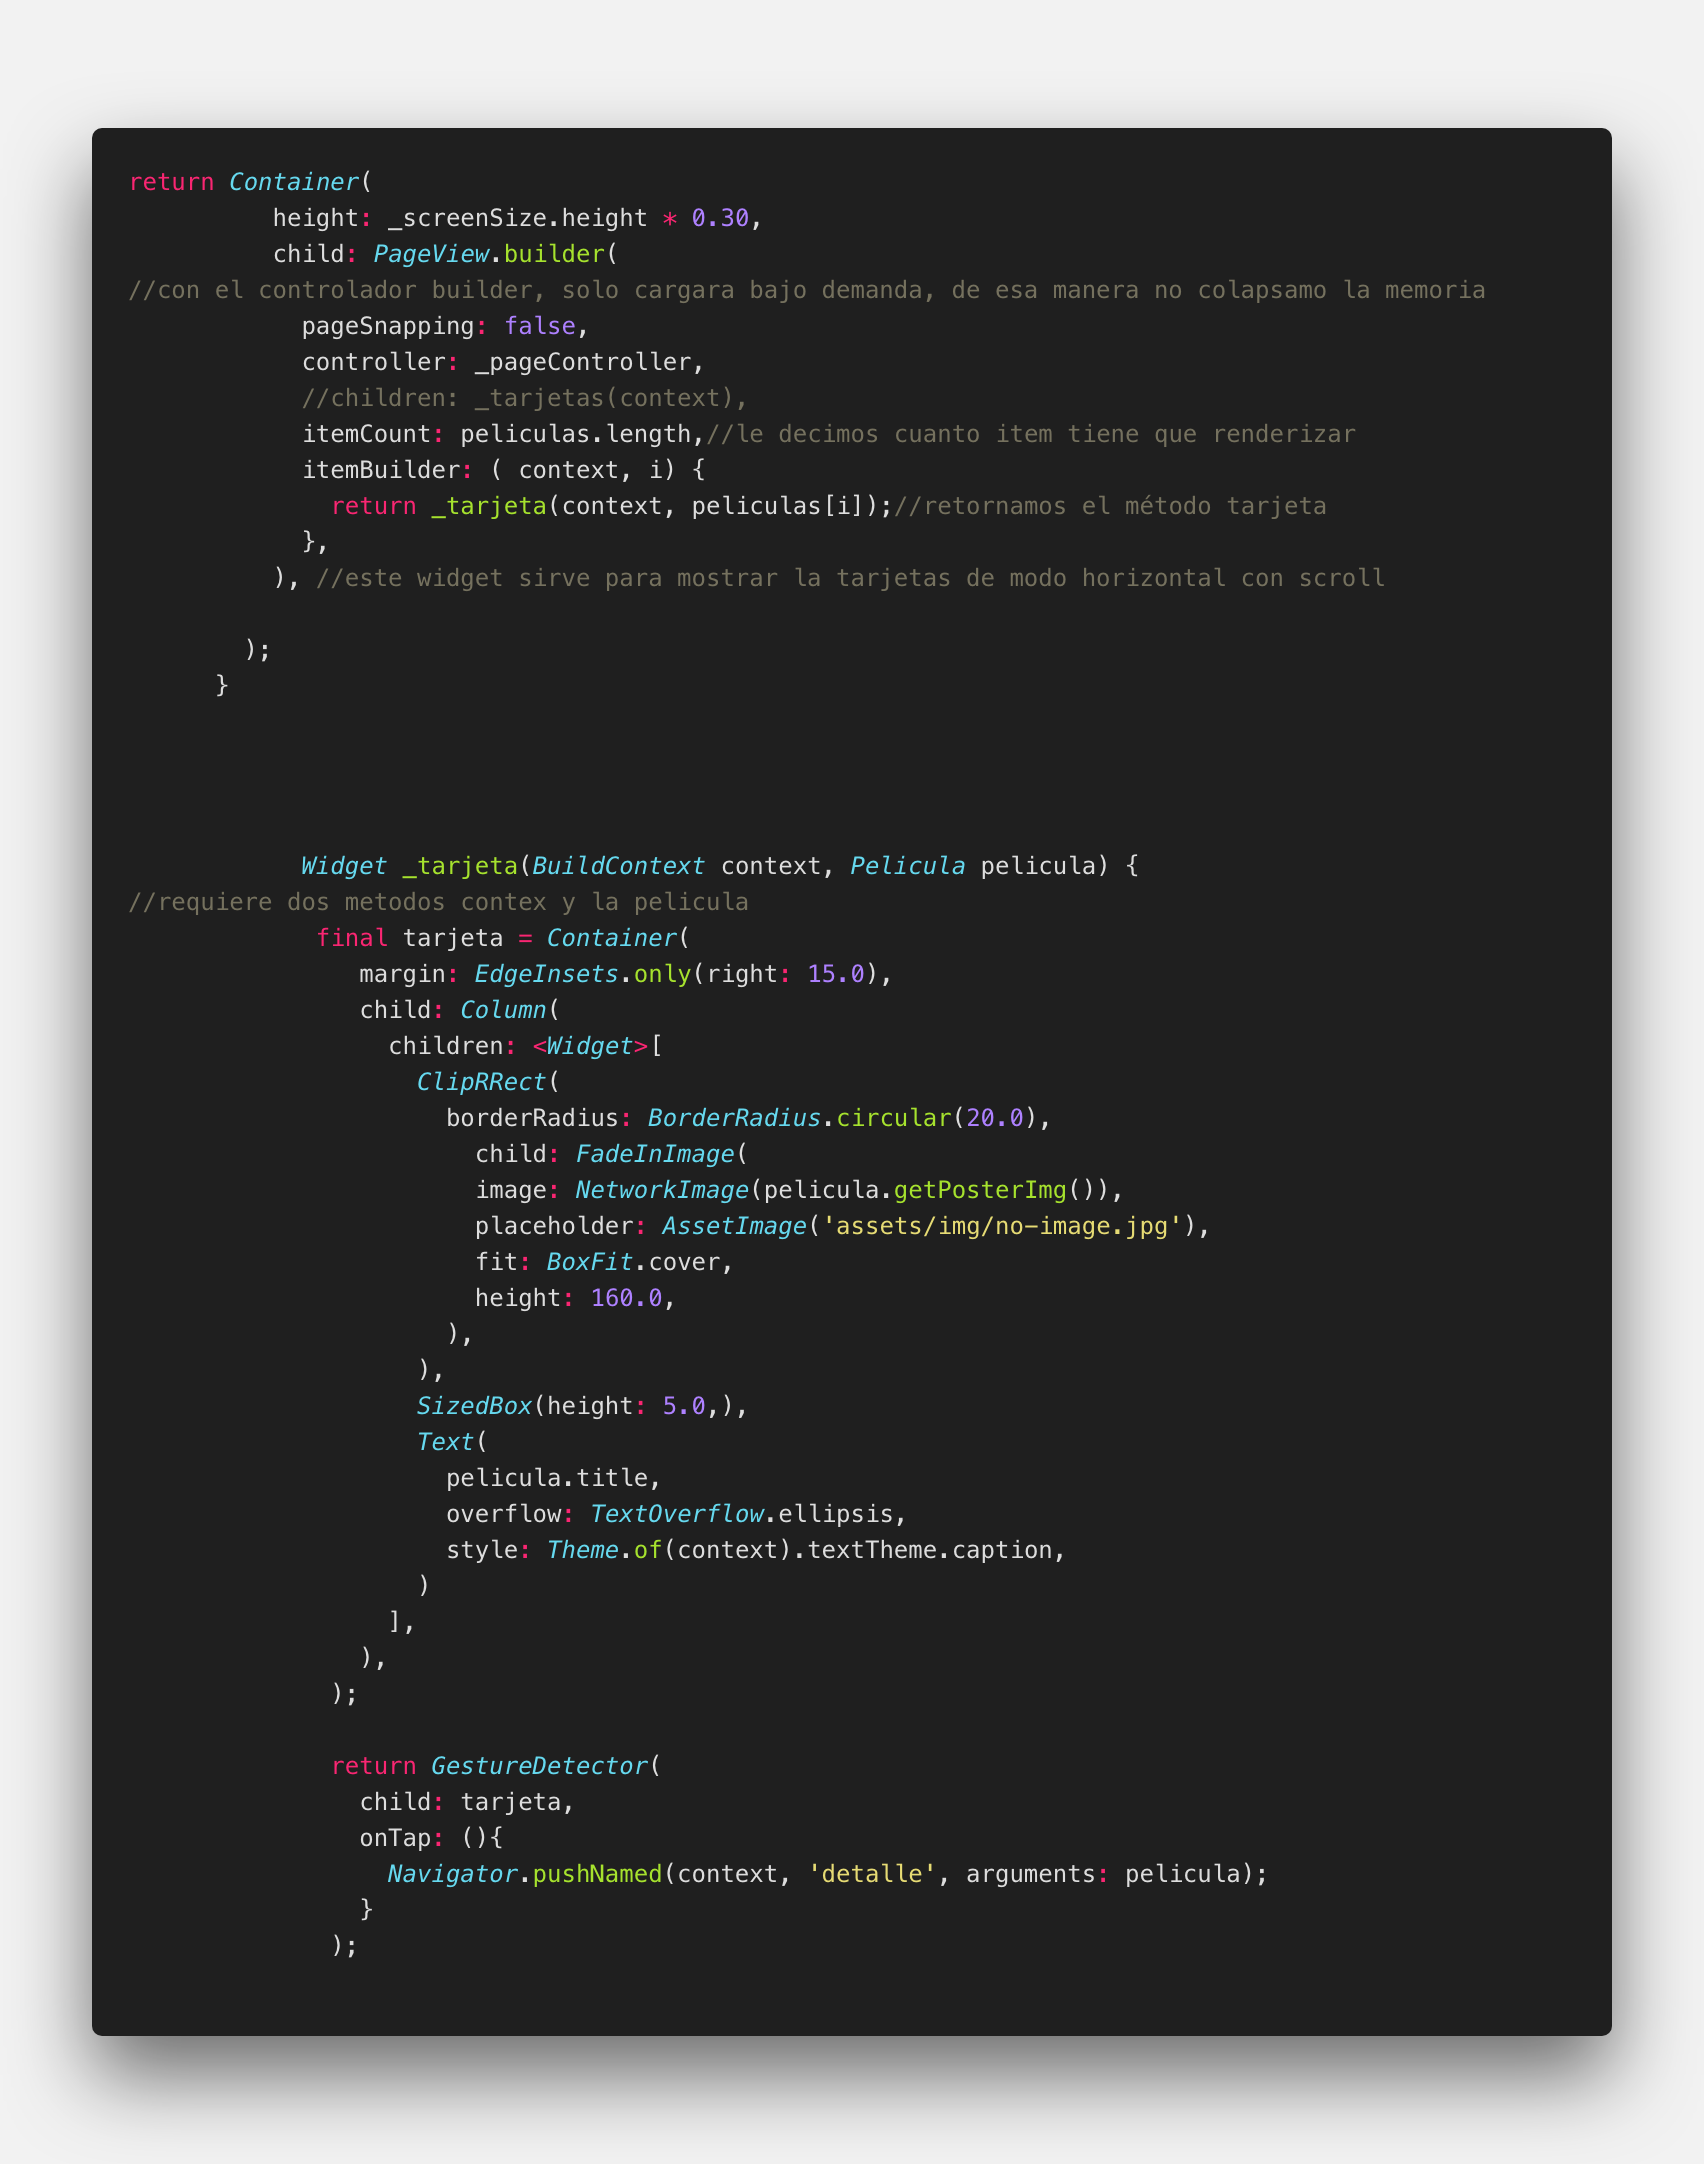 return Container(
          height: _screenSize.height * 0.30,
          child: PageView.builder(
//con el controlador builder, solo cargara bajo demanda, de esa manera no colapsamo la memoria
            pageSnapping: false,
            controller: _pageController,
            //children: _tarjetas(context),
            itemCount: peliculas.length,//le decimos cuanto item tiene que renderizar
            itemBuilder: ( context, i) {
              return _tarjeta(context, peliculas[i]);//retornamos el método tarjeta
            },
          ), //este widget sirve para mostrar la tarjetas de modo horizontal con scroll

        );
      }

            Widget _tarjeta(BuildContext context, Pelicula pelicula) {
//requiere dos metodos contex y la pelicula
             final tarjeta = Container(
                margin: EdgeInsets.only(right: 15.0),
                child: Column(
                  children: <Widget>[
                    ClipRRect(
                      borderRadius: BorderRadius.circular(20.0),
                        child: FadeInImage(
                        image: NetworkImage(pelicula.getPosterImg()),
                        placeholder: AssetImage('assets/img/no-image.jpg'),
                        fit: BoxFit.cover,
                        height: 160.0,
                      ),
                    ),
                    SizedBox(height: 5.0,),
                    Text(
                      pelicula.title,
                      overflow: TextOverflow.ellipsis,
                      style: Theme.of(context).textTheme.caption,
                    )
                  ],
                ),
              );

              return GestureDetector(
                child: tarjeta,
                onTap: (){
                  Navigator.pushNamed(context, 'detalle', arguments: pelicula);
                }
              );